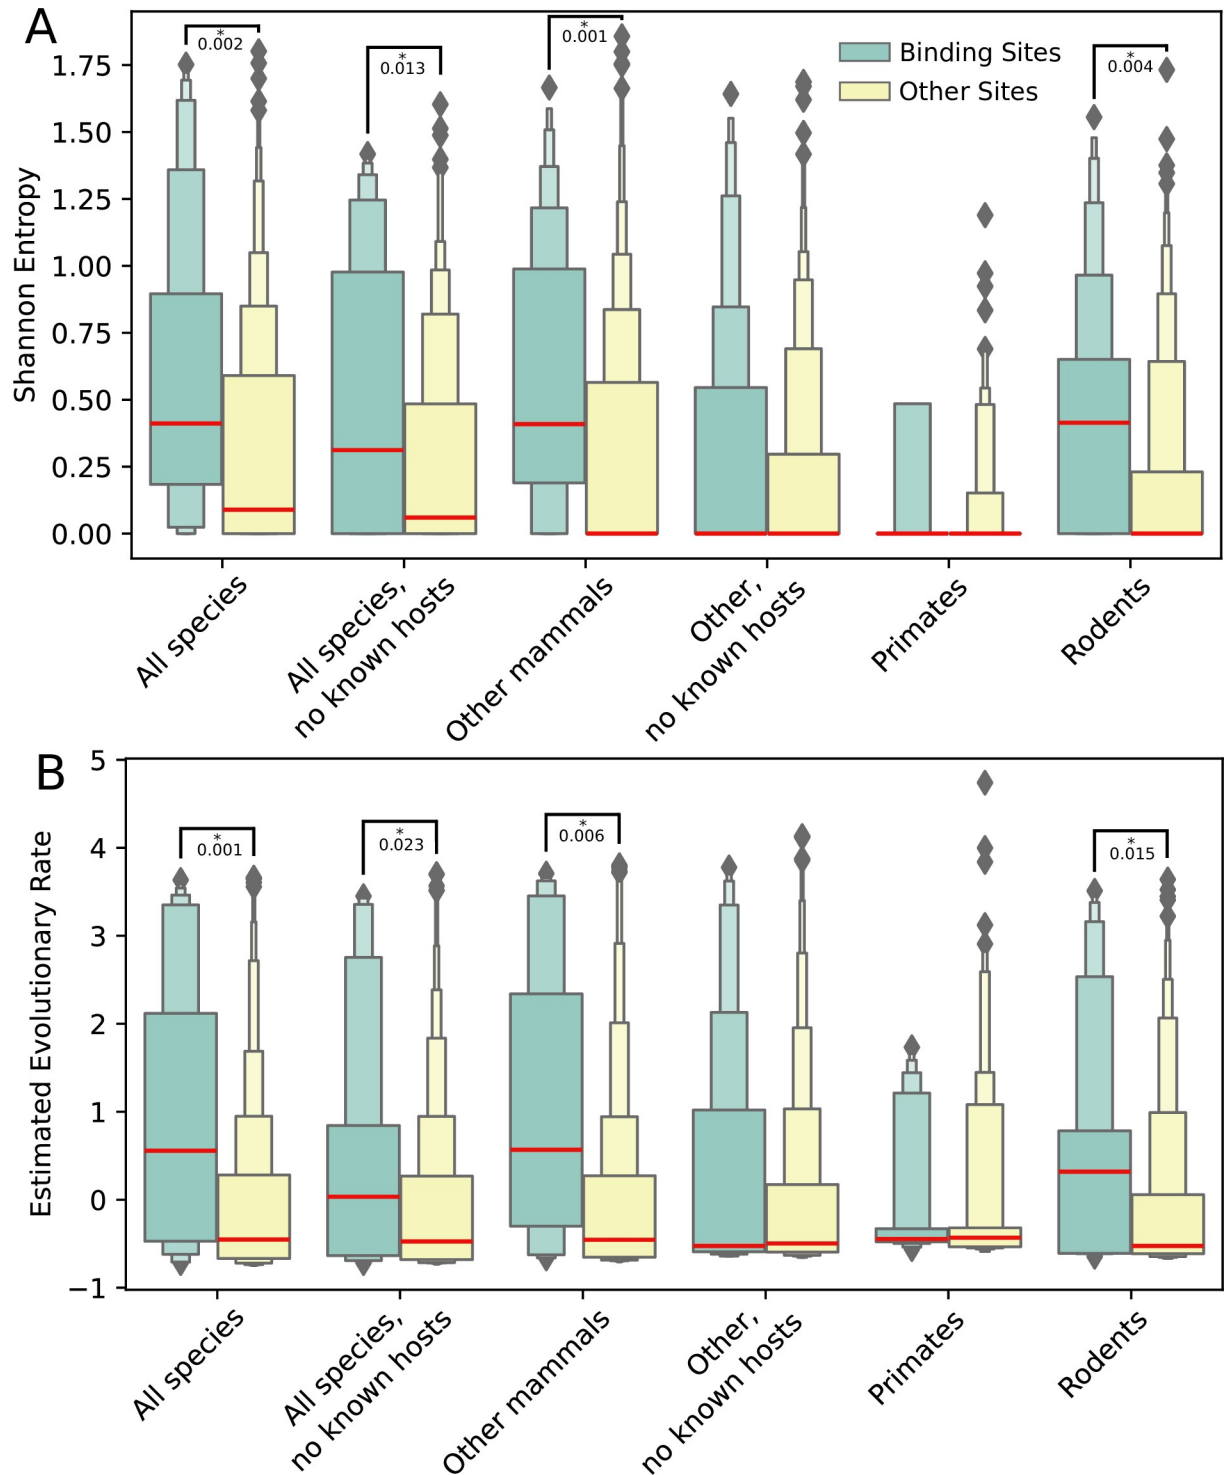 A
*
0.002
*
0.013
*
0.001
*
0.004
Binding Sites
Other Sites
Shannon Entropy
1.75
1.50
1.25
1.00
0.75
0.50
0.25
0.00
All species
All species,
no known hosts
Other mammals
Other,
no known hosts
Primates
Rodents
B
*
0.001
*
0.023
*
0.006
*
0.015
Estimated Evolutionary Rate
5
4
3
2
1
0
−1
All species
All species,
no known hosts
Other mammals
Other,
no known hosts
Primates
Rodents